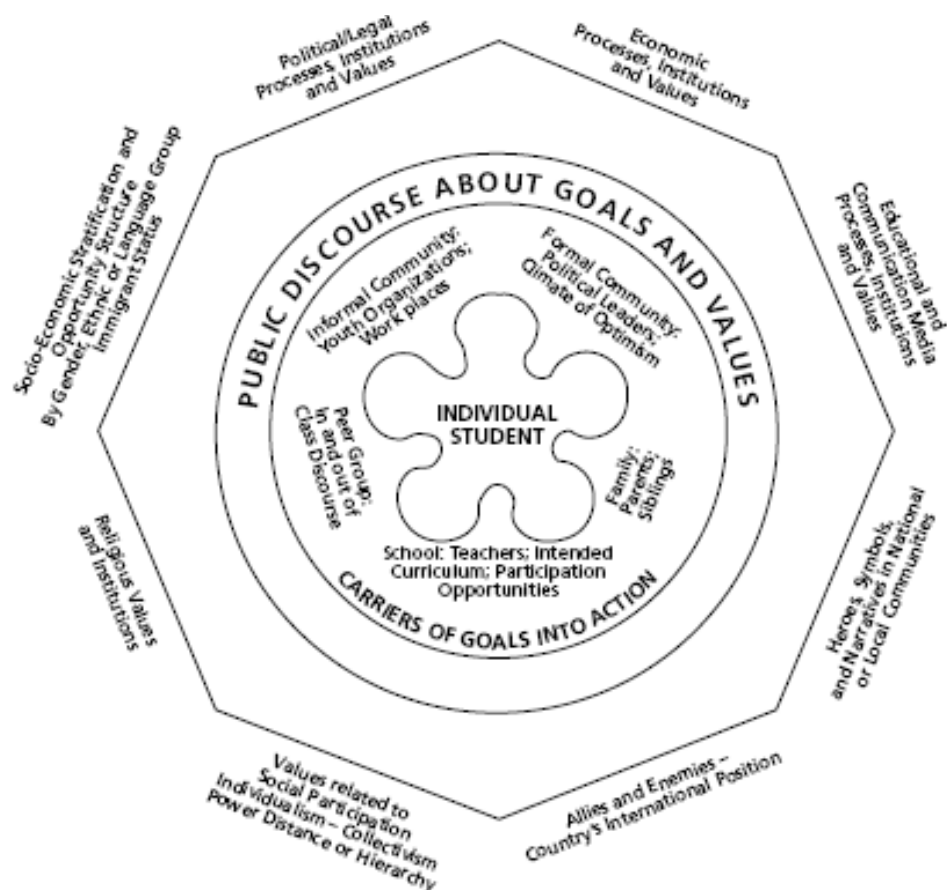 Political/Legal
Processes, Institutions
and Values
Economic
Processes, Institutions
and Values
Socio-Economic Stratification and
Opportunity Structure
By Gender, Ethnic or Language Group
Immigrant Status
Educational and
Communication Media
Processes, Institutions
and Values
PUBLIC DISCOURSE ABOUT GOALS AND VALUES
Informal Community:
Youth Organizations;
Work places
Formal Community:
Political Leaders;
Climate of Optimism
INDIVIDUAL
STUDENT
Peer Group:
In and out of
Class Discourse
Family:
Parents;
Siblings
School: Teachers; Intended
Curriculum; Participation
Opportunities
CARRIERS OF GOALS INTO ACTION
Religious Values
and Institutions
Heroes, Symbols,
and Narratives in National
or Local Communities
Values related to
Social Participation
Individualism – Collectivism
Power Distance or Hierarchy
Allies and Enemies –
Country's International Position